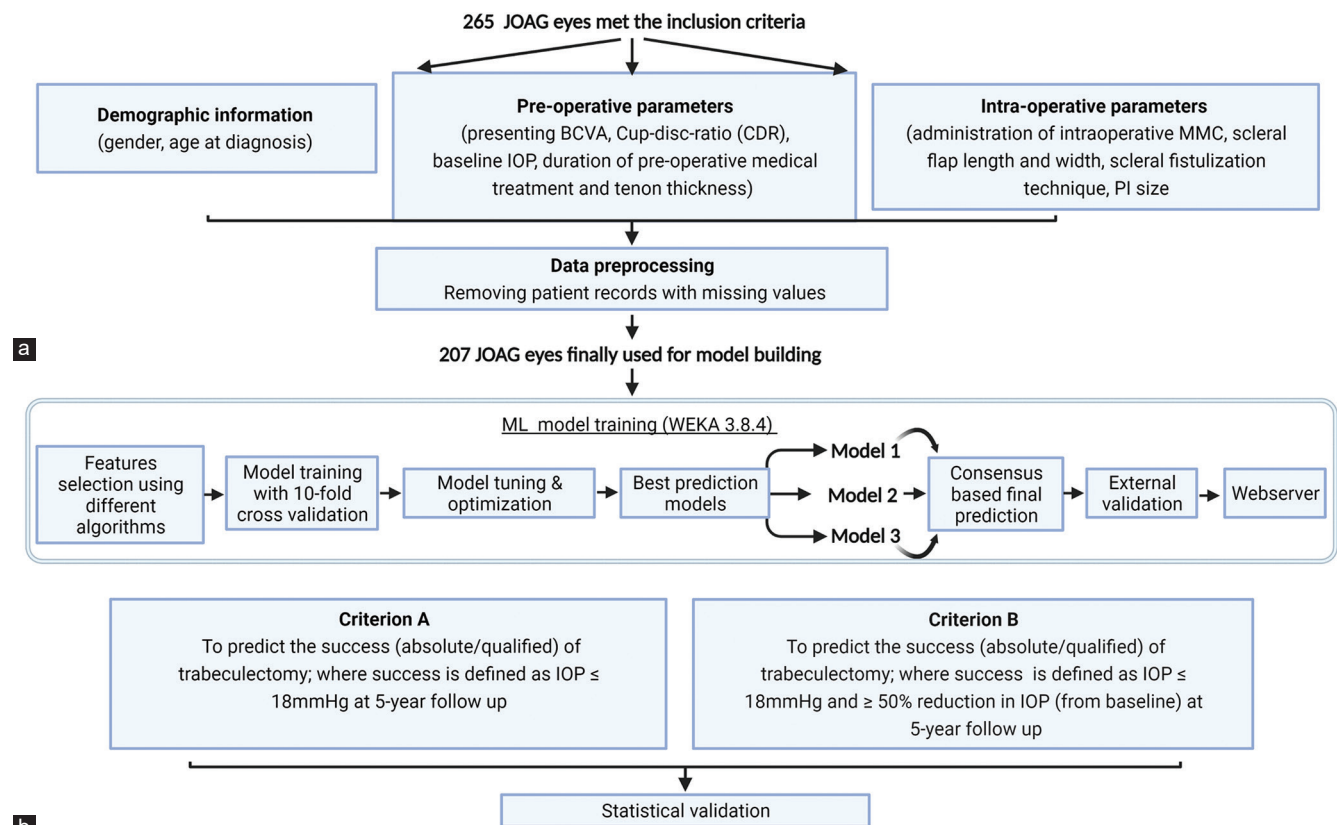 265 JOAG eyes met the inclusion criteria
Demographic information
(gender, age at diagnosis)
Pre-operative parameters
(presenting BCVA, Cup-disc-ratio (CDR),
baseline IOP, duration of pre-operative medical
treatment and tenon thickness)
Intra-operative parameters
(administration of intraoperative MMC, scleral
flap length and width, scleral fistulization
technique, PI size
Data preprocessing
Removing patient records with missing values
a
207 JOAG eyes finally used for model building
ML model training (WEKA 3.8.4)
Features
selection using
different
algorithms
Model training
with 10-fold
cross validation
Model tuning &
optimization
Best prediction
models
Model 1
Model 2
Model 3
Consensus
based final
prediction
External
validation
Webserver
Criterion A
To predict the success (absolute/qualified) of
trabeculectomy; where success is defined as IOP ≤
18mmHg at 5-year follow up
Criterion B
To predict the success (absolute/qualified) of
trabeculectomy; where success is defined as IOP ≤
18mmHg and ≥ 50% reduction in IOP (from baseline) at
5-year follow up
Statistical validation
b